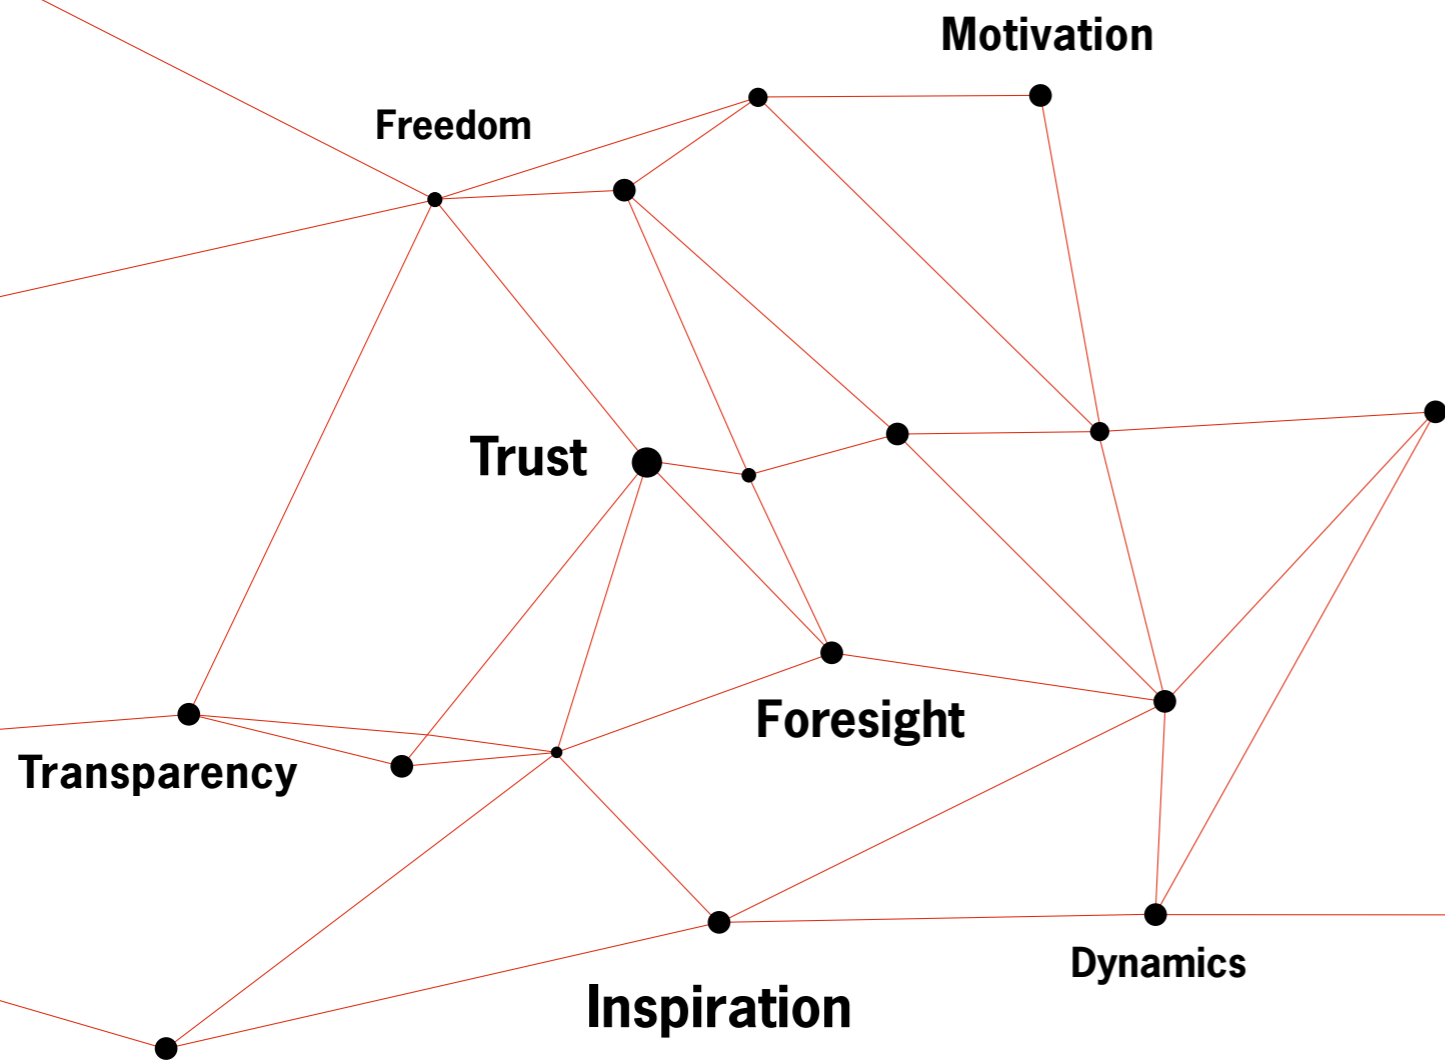 Motivation
Freedom
Trust
Foresight
Transparency
Dynamics
Inspiration